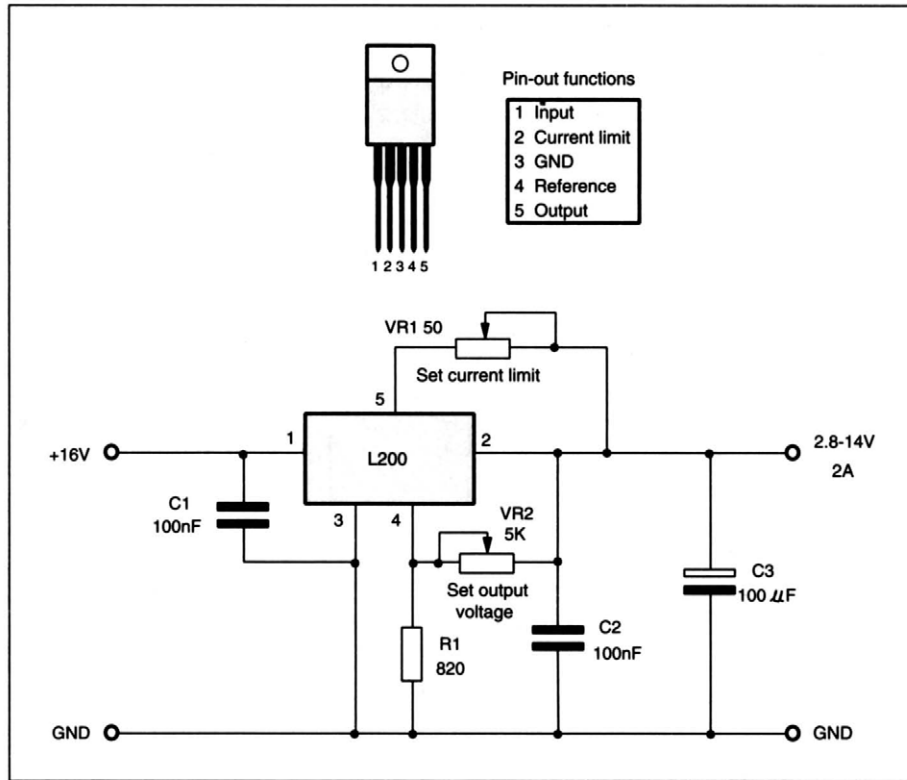 Pin-out functions
1 Input
2 Current limit
3 GND
4 Reference
5 Output
1 2 3 4 5
VR1 50
Set current limit
5
1
2
L200
+16V
2.8-14V
2A
C1
100nF
3
4
VR2
5K
Set output
voltage
C3
100 μF
R1
820
C2
100nF
GND
GND